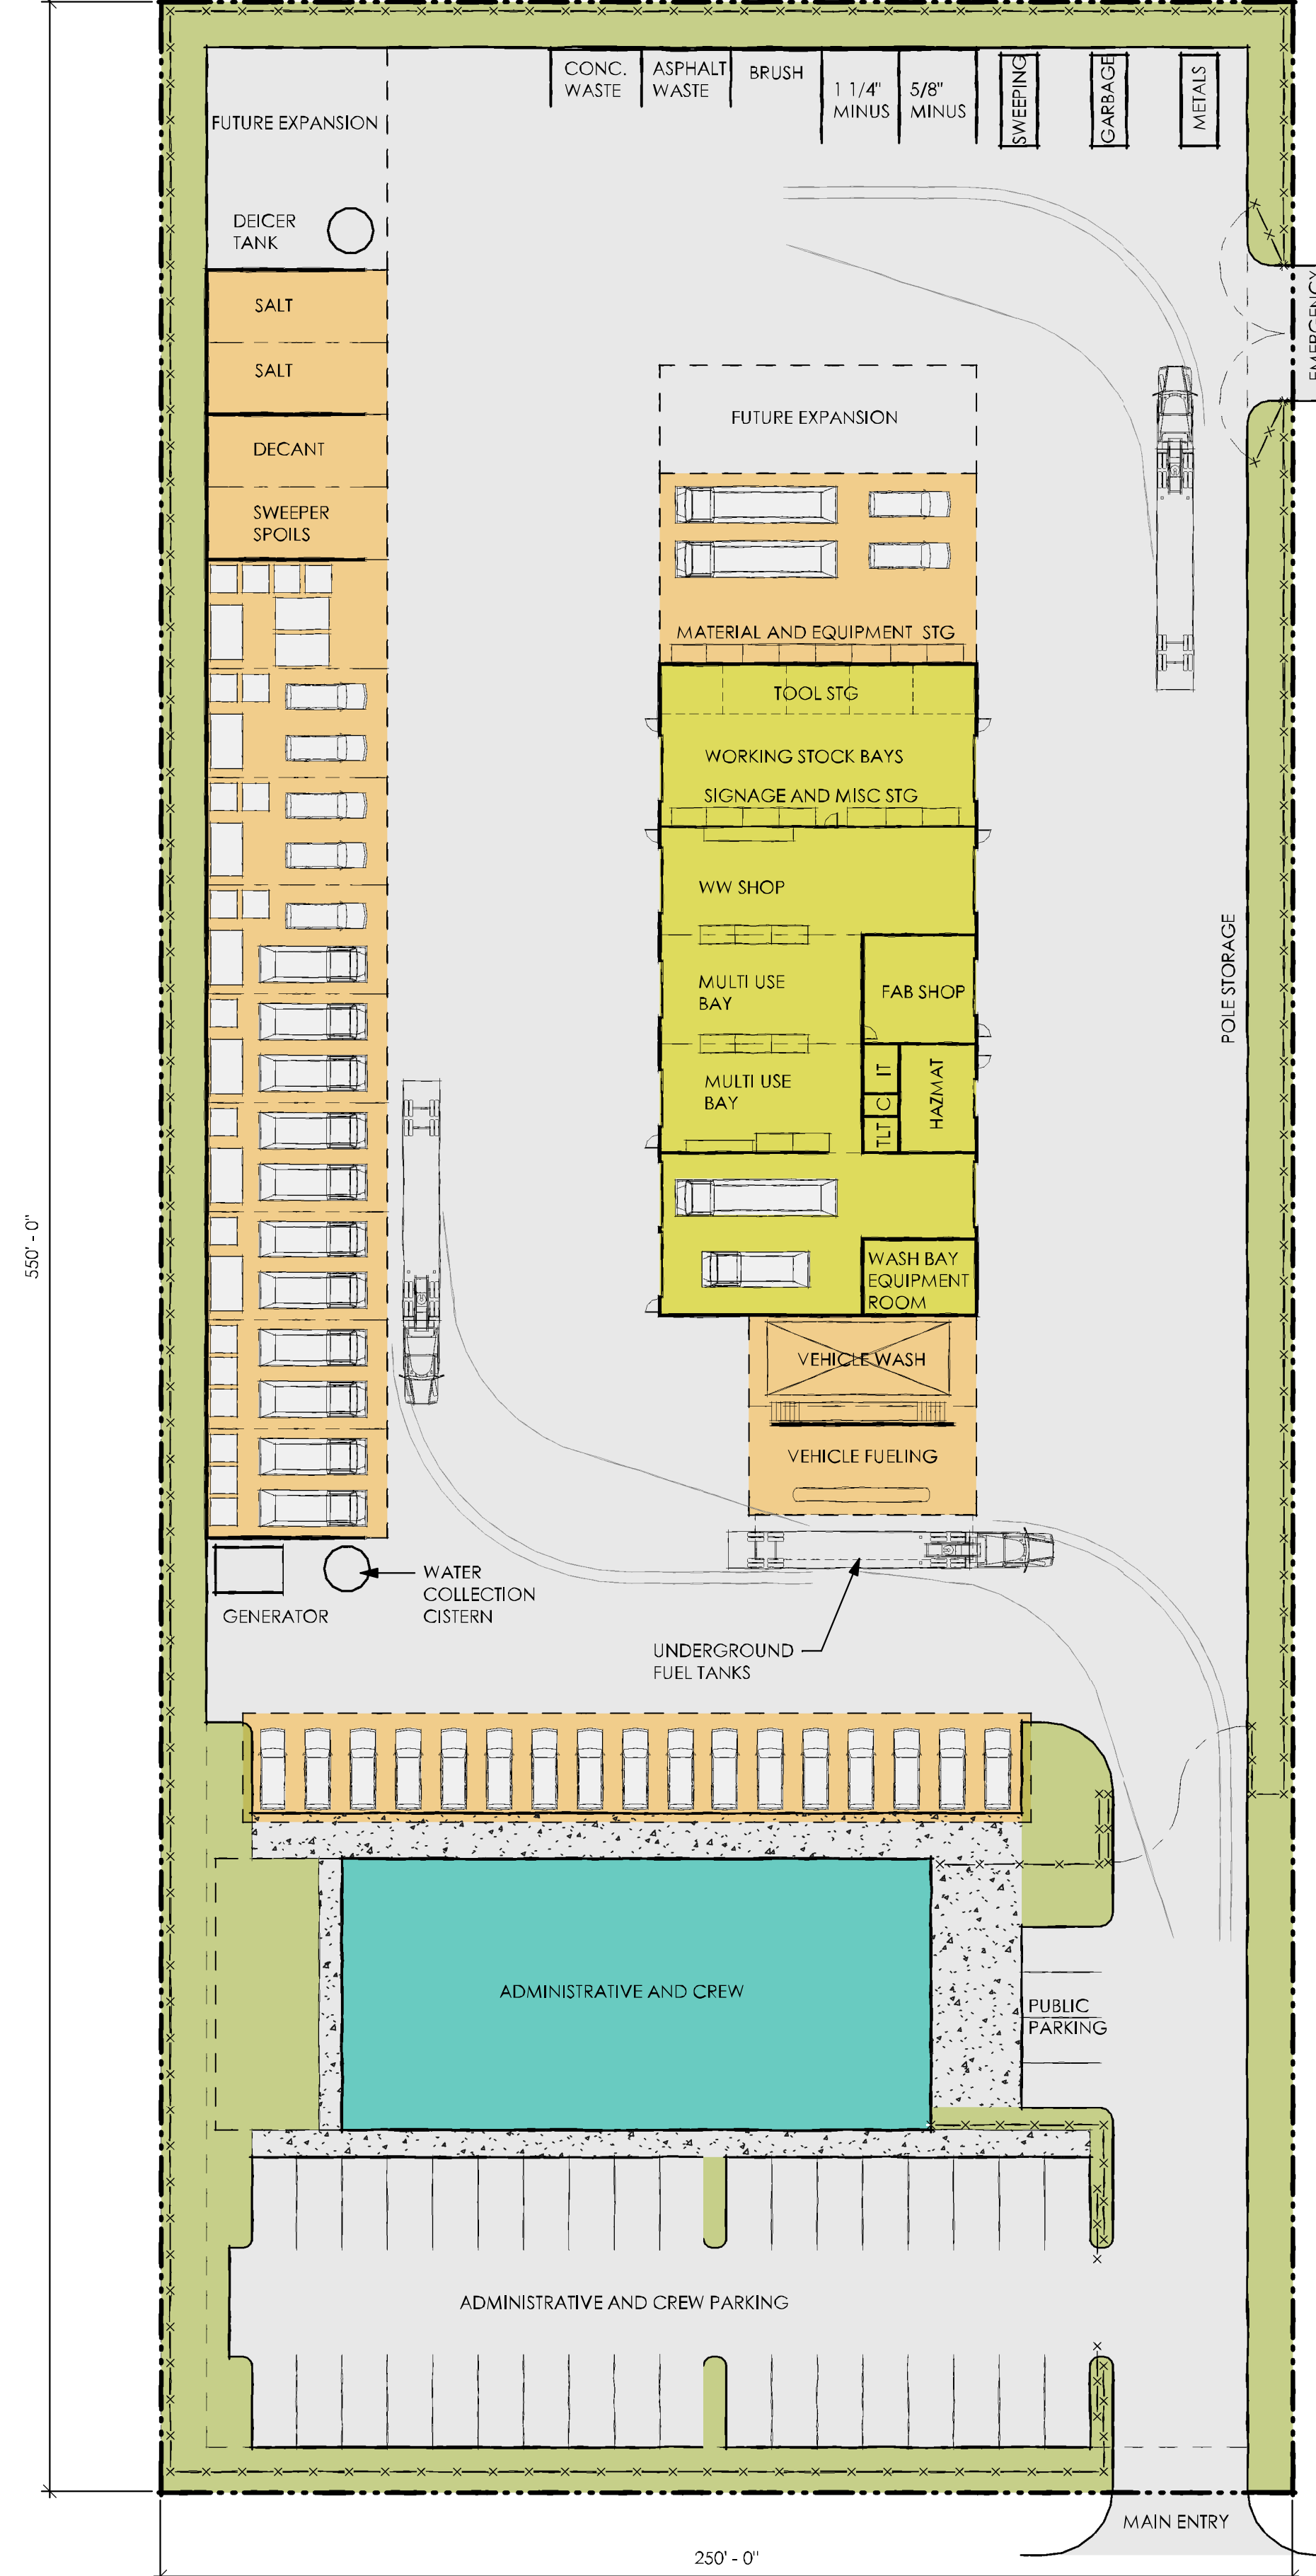 CONC.
WASTE
ASPHALT
WASTE
BRUSH
1 1/4"
MINUS
5/8"
MINUS
SWEEPING
GARBAGE
METALS
FUTURE EXPANSION
DEICER
TANK
EMERGENCY
SALT
SALT
DECANT
SWEEPER
SPOILS
FUTURE EXPANSION
MATERIAL AND EQUIPMENT STG
TOOL STG
WORKING STOCK BAYS
SIGNAGE AND MISC STG
WW SHOP
MULTI USE
BAY
FAB SHOP
POLE STORAGE
MULTI USE
BAY
IT
CI
TLT
HAZMAT
550' - 0"
WASH BAY
EQUIPMENT
ROOM
VEHICLE WASH
VEHICLE FUELING
WATER
COLLECTION
CISTERN
GENERATOR
UNDERGROUND
FUEL TANKS
ADMINISTRATIVE AND CREW
PUBLIC
PARKING
ADMINISTRATIVE AND CREW PARKING
MAIN ENTRY
250' - 0"